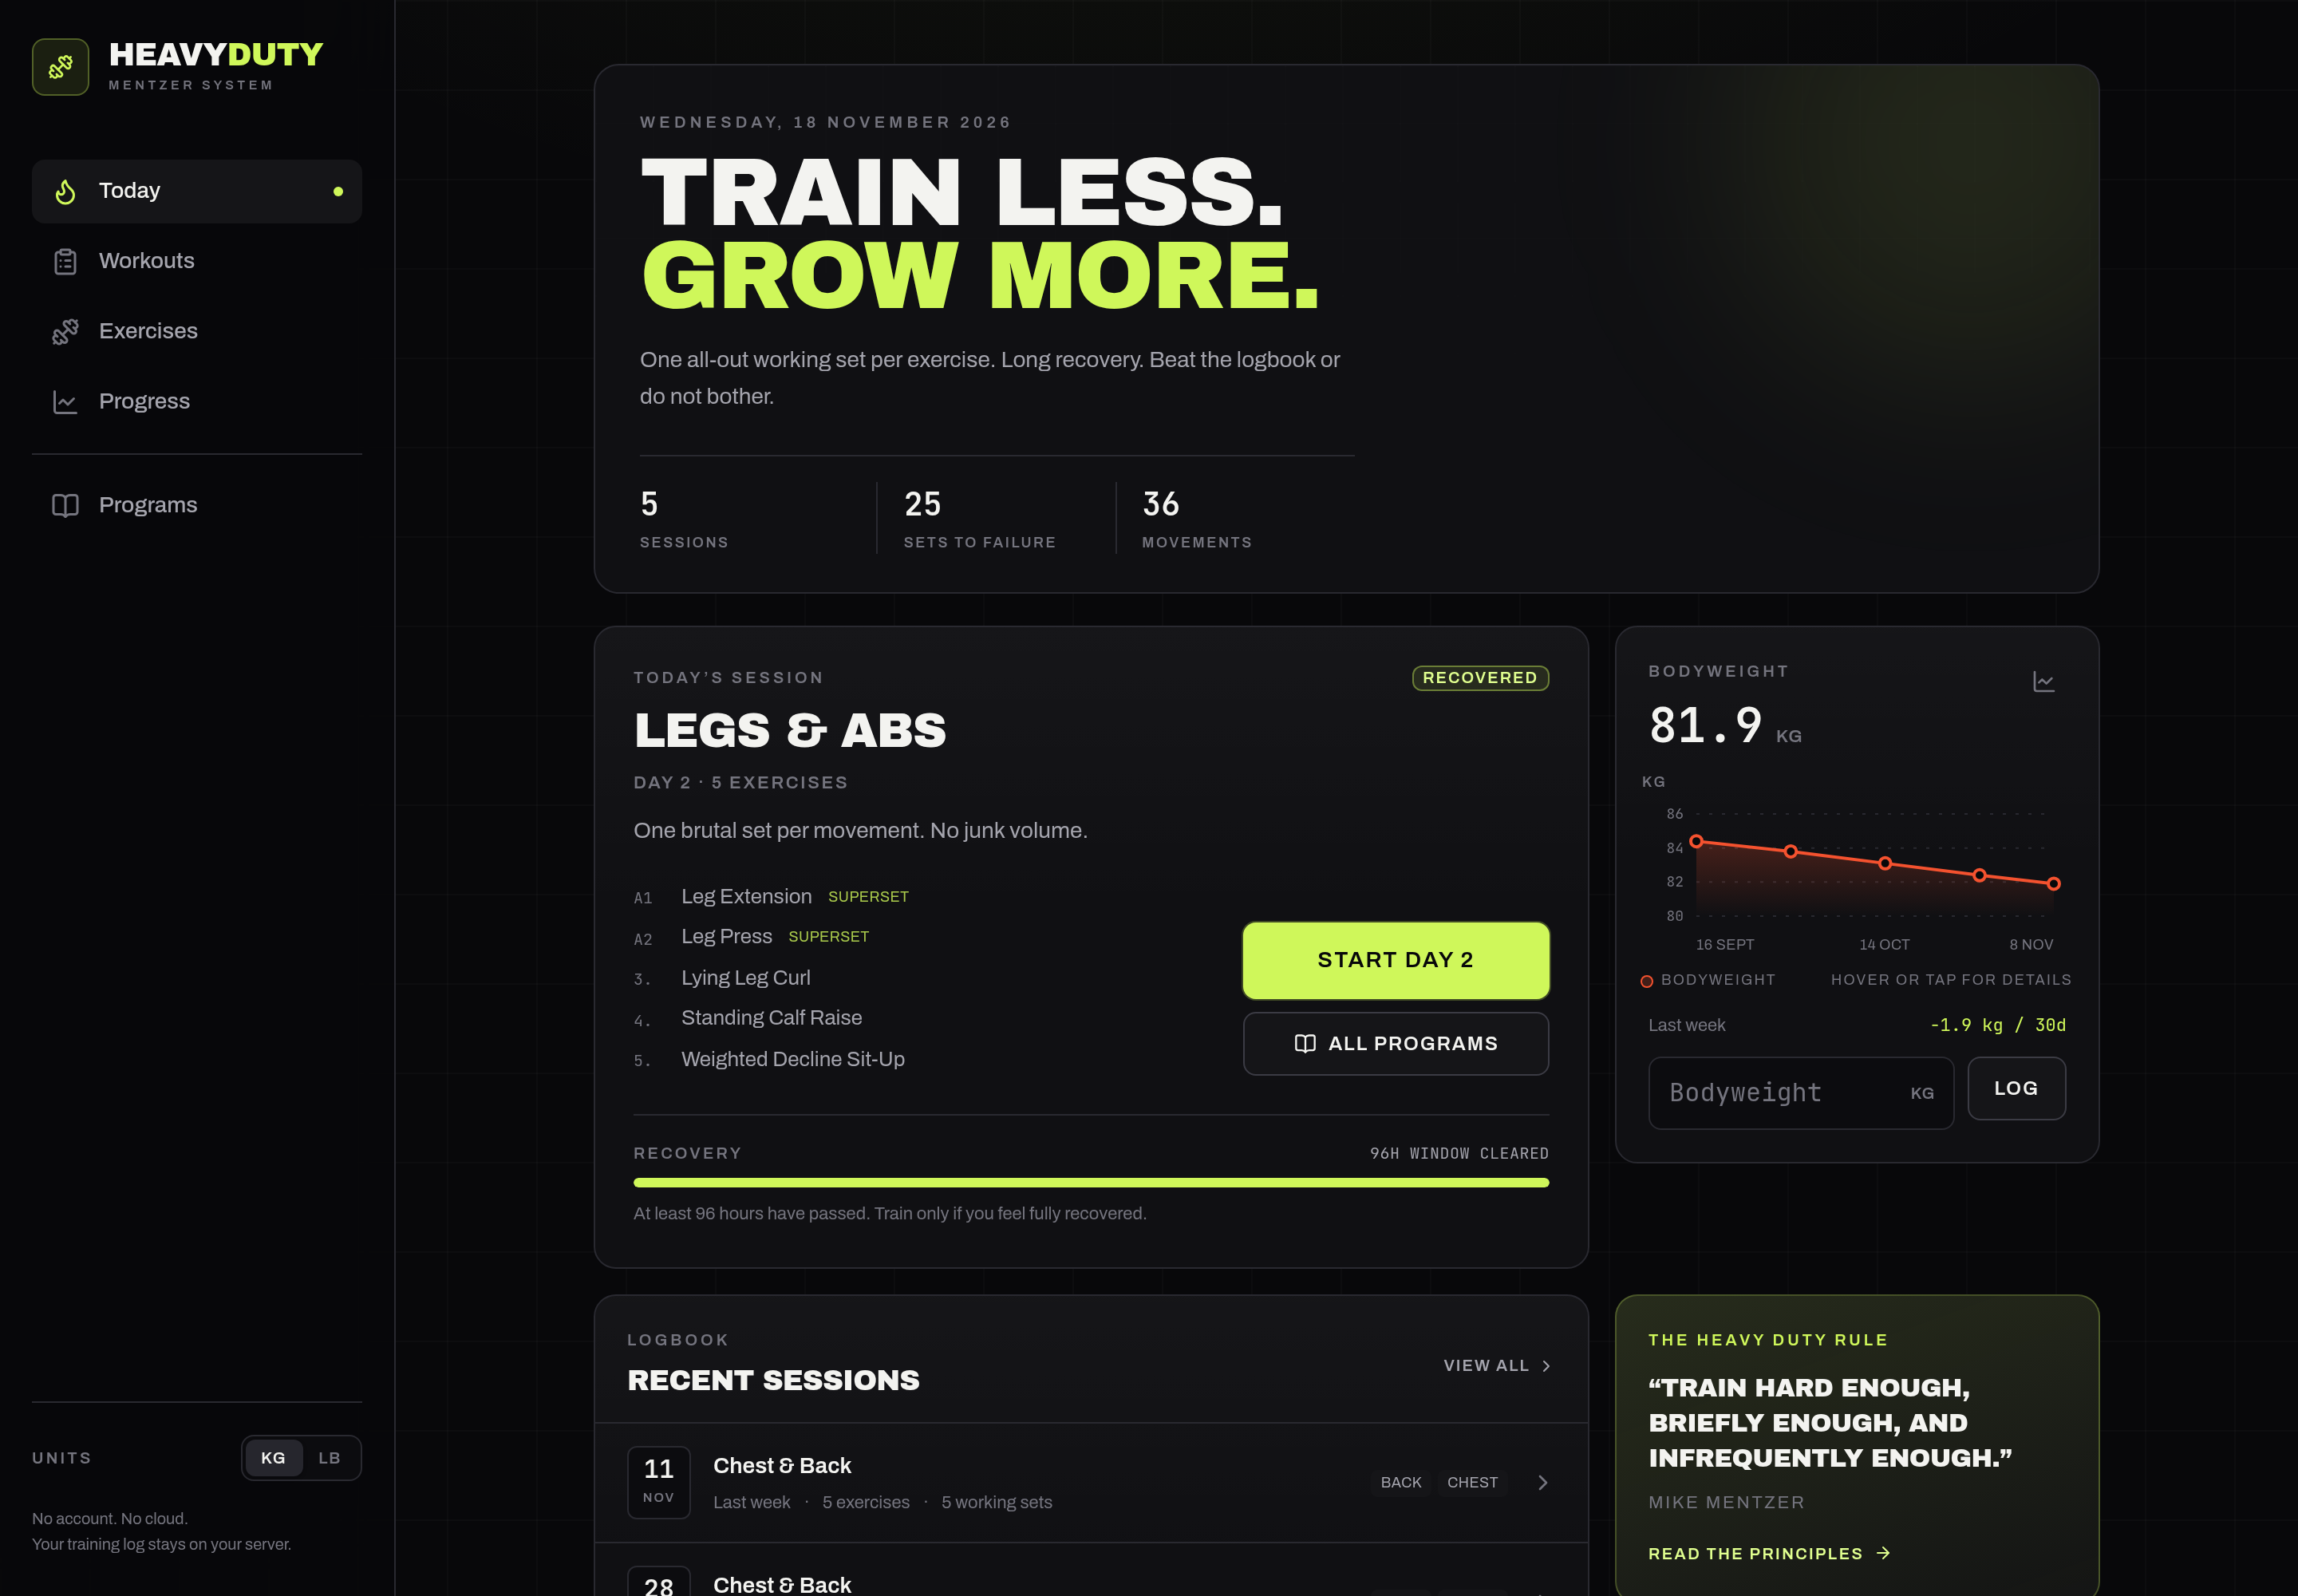 HEAVYDUTY
MENTZER SYSTEM
Today
Workouts
Exercises
Progress
Programs
UNITS
KG LB
No account. No cloud.
Your training log stays on your server.
WEDNESDAY, 18 NOVEMBER 2026
TRAIN LESS.
GROW MORE.
One all-out working set per exercise. Long recovery. Beat the logbook or
do not bother.
5
SESSIONS
25
SETS TO FAILURE
36
MOVEMENTS
TODAY’S SESSION
RECOVERED
LEGS & ABS
DAY 2 · 5 EXERCISES
One brutal set per movement. No junk volume.
A1 Leg Extension SUPERSET
A2 Leg Press SUPERSET
3. Lying Leg Curl
4. Standing Calf Raise
5. Weighted Decline Sit-Up
START DAY 2
ALL PROGRAMS
RECOVERY
96H WINDOW CLEARED
At least 96 hours have passed. Train only if you feel fully recovered.
BODYWEIGHT
81.9 KG
KG
86
84
82
80
16 SEPT 14 OCT 8 NOV
BODYWEIGHT HOVER OR TAP FOR DETAILS
Last week -1.9 kg / 30d
Bodyweight KG LOG
LOGBOOK
RECENT SESSIONS
VIEW ALL
11
NOV
Chest & Back
Last week · 5 exercises · 5 working sets
BACK CHEST
28
Chest & Back
THE HEAVY DUTY RULE
“TRAIN HARD ENOUGH,
BRIEFLY ENOUGH, AND
INFREQUENTLY ENOUGH.”
MIKE MENTZER
READ THE PRINCIPLES